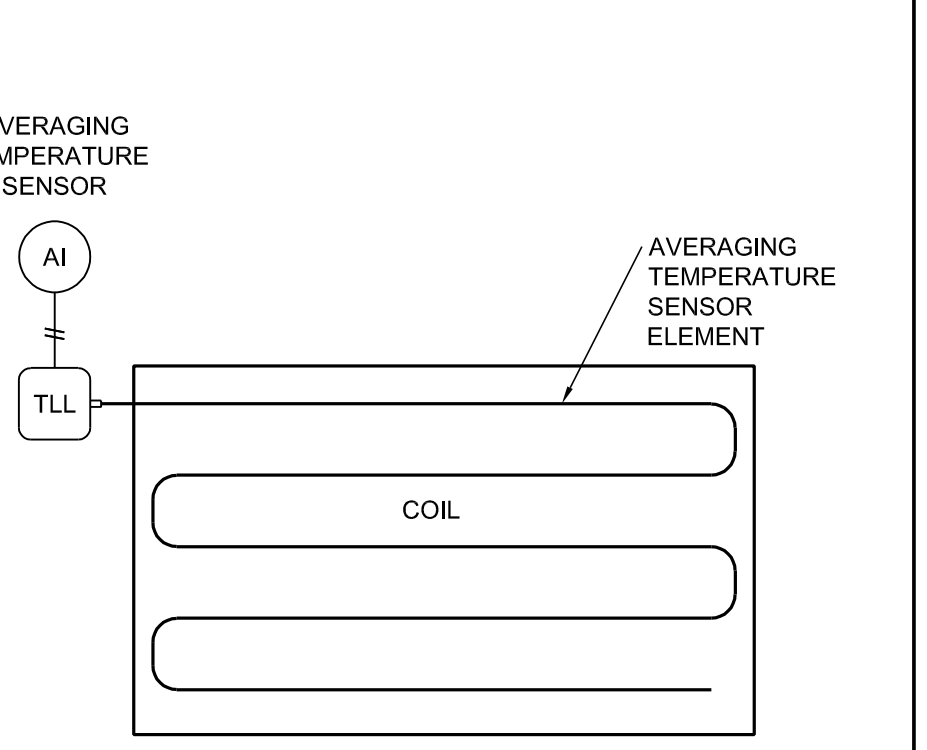 VERAGING
MPERATURE
SENSOR
AI
AVERAGING
TEMPERATURE
SENSOR
ELEMENT
TLL
COIL